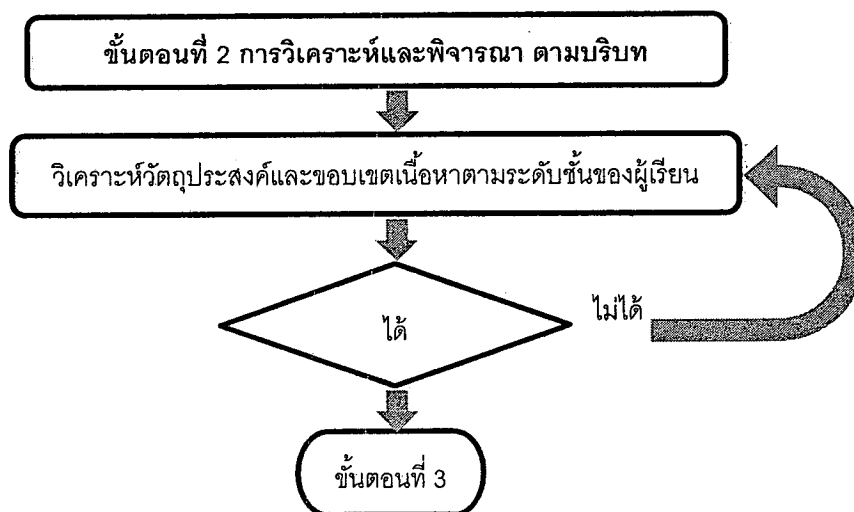 ขั้นตอนที่ 2 การวิเคราะห์และพิจารณา ตามบริบท
วิเคราะห์วัตถุประสงค์และขอบเขตเนื้อหาตามระดับชั้นของผู้เรียน
ได้
ไม่ได้
ขั้นตอนที่ 3